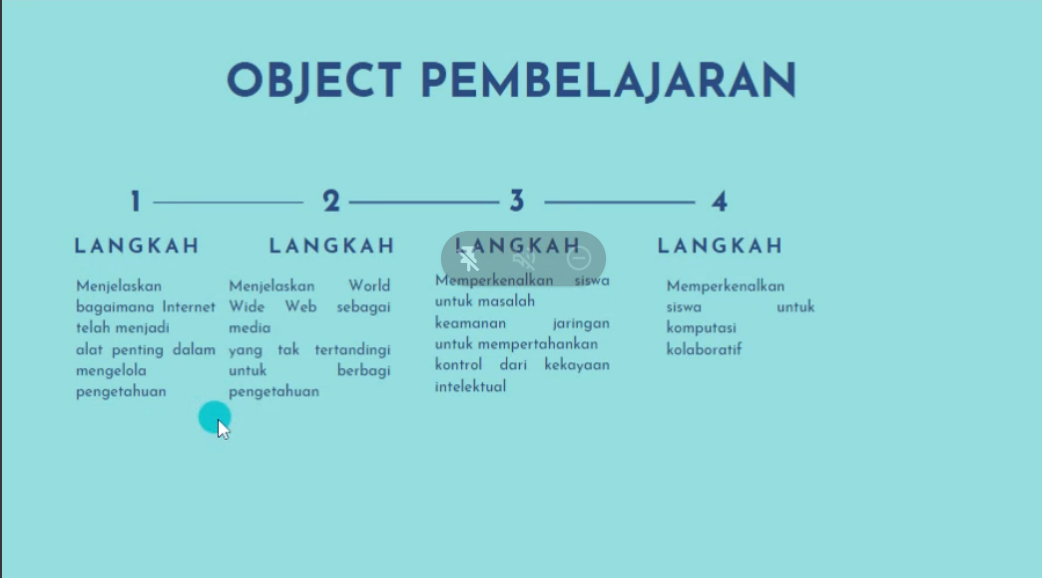 OBJECT PEMBELAJARAN
1
LANGKAH
Menjelaskan
bagaimana Internet
telah menjadi
alat penting dalam
mengelola
pengetahuan
2
LANGKAH
Menjelaskan World
Wide Web sebagai
media
yang tak tertandingi
untuk berbagi
pengetahuan
3
LANGKAH
Memperkenalkan siswa
untuk masalah
keamanan jaringan
untuk mempertahankan
kontrol dari kekayaan
intelektual
4
LANGKAH
Memperkenalkan
siswa untuk
komputasi
kolaboratif